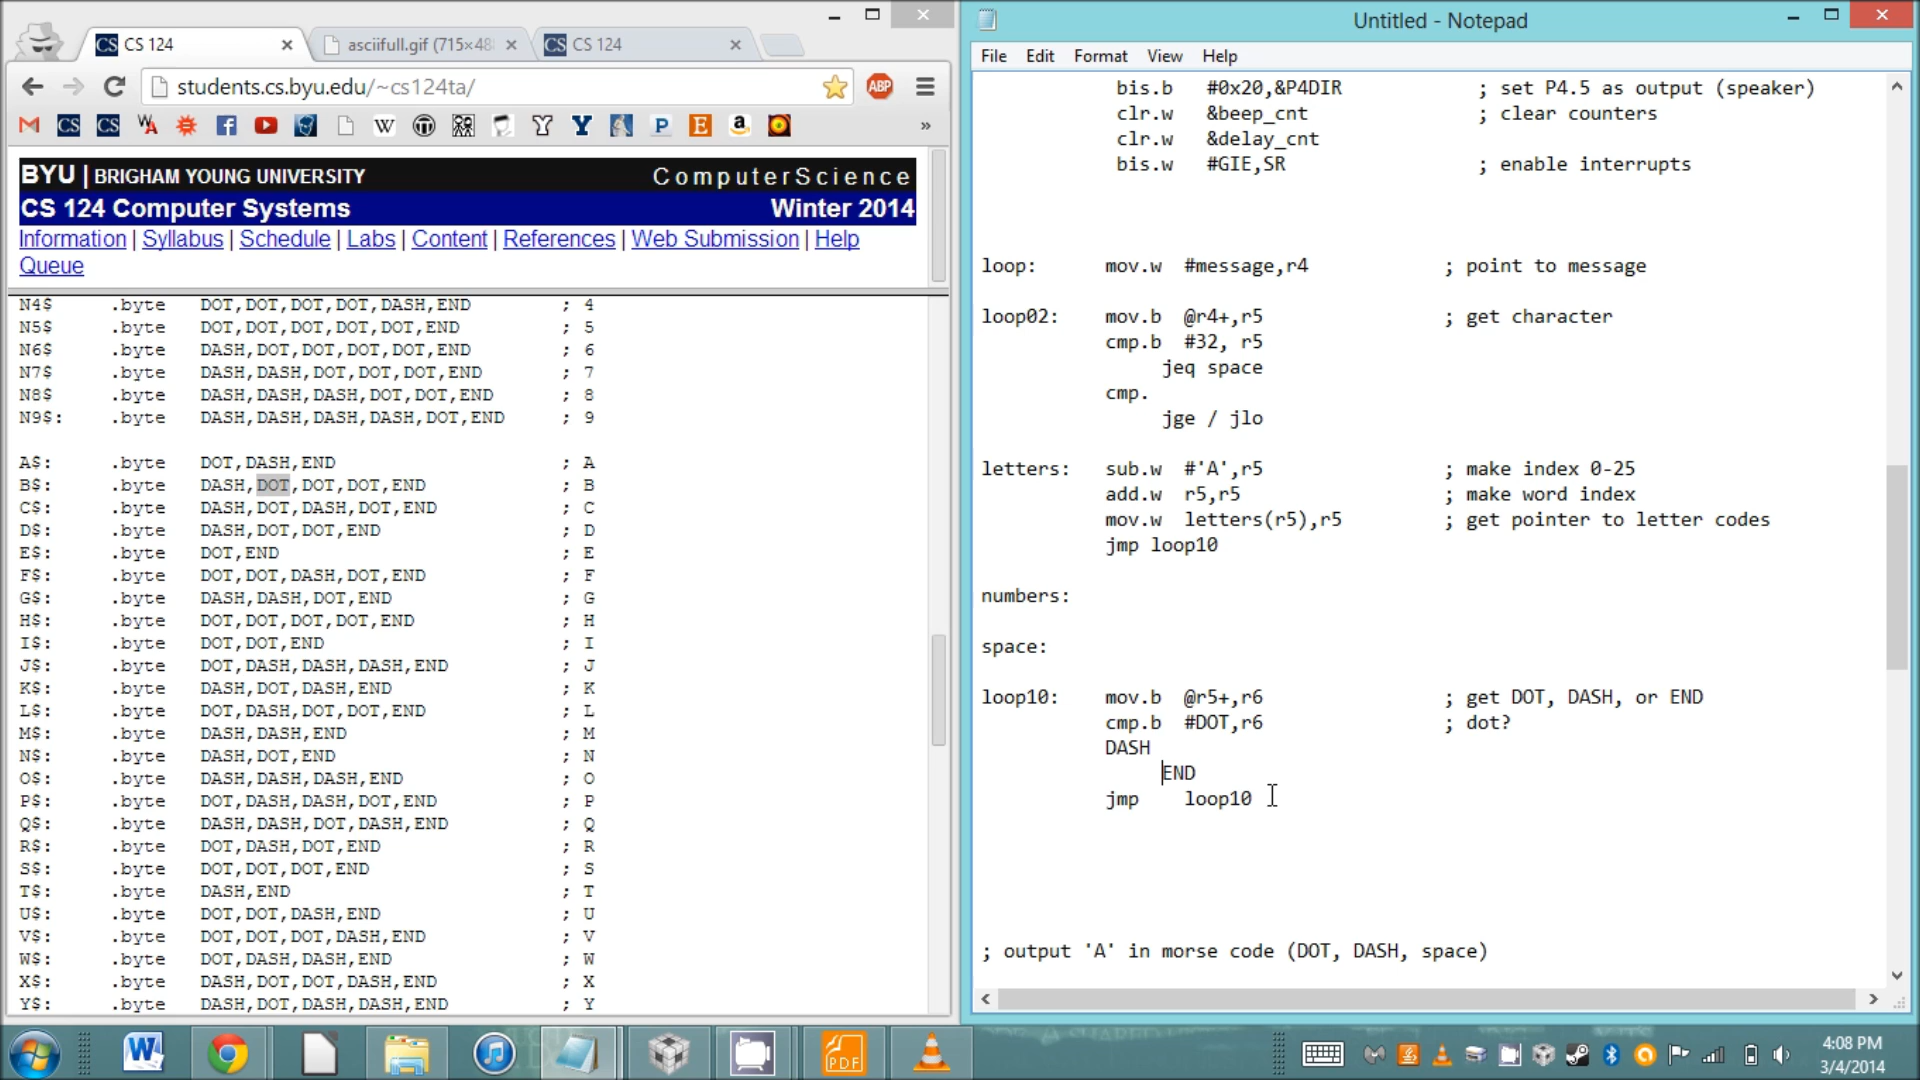 CS 124
asciifull.gif (715×48
CS 124
students.cs.byu.edu/~cs124ta/
ABP
BYU | BRIGHAM YOUNG UNIVERSITY
ComputerScience
CS 124 Computer Systems
Winter 2014
Information | Syllabus | Schedule | Labs | Content | References | Web Submission | Help
Queue
N4$ .byte DOT,DOT,DOT,DOT,DASH,END ; 4
N5$ .byte DOT,DOT,DOT,DOT,DOT,END ; 5
N6$ .byte DASH,DOT,DOT,DOT,DOT,END ; 6
N7$ .byte DASH,DASH,DOT,DOT,DOT,END ; 7
N8$ .byte DASH,DASH,DASH,DOT,DOT,END ; 8
N9$: .byte DASH,DASH,DASH,DASH,DOT,END ; 9
A$: .byte DOT,DASH,END ; A
B$: .byte DASH,DOT,DOT,DOT,END ; B
C$: .byte DASH,DOT,DASH,DOT,END ; C
D$: .byte DASH,DOT,DOT,END ; D
E$: .byte DOT,END ; E
F$: .byte DOT,DOT,DASH,DOT,END ; F
G$: .byte DASH,DASH,DOT,END ; G
H$: .byte DOT,DOT,DOT,DOT,END ; H
I$: .byte DOT,DOT,END ; I
J$: .byte DOT,DASH,DASH,DASH,END ; J
K$: .byte DASH,DOT,DASH,END ; K
L$: .byte DOT,DASH,DOT,DOT,END ; L
M$: .byte DASH,DASH,END ; M
N$: .byte DASH,DOT,END ; N
O$: .byte DASH,DASH,DASH,END ; O
P$: .byte DOT,DASH,DASH,DOT,END ; P
Q$: .byte DASH,DASH,DOT,DASH,END ; Q
R$: .byte DOT,DASH,DOT,END ; R
S$: .byte DOT,DOT,DOT,END ; S
T$: .byte DASH,END ; T
U$: .byte DOT,DOT,DASH,END ; U
V$: .byte DOT,DOT,DOT,DASH,END ; V
W$: .byte DOT,DASH,DASH,END ; W
X$: .byte DASH,DOT,DOT,DASH,END ; X
Y$: .byte DASH,DOT,DASH,DASH,END ; Y
Untitled - Notepad
File Edit Format View Help
bis.b #0x20,&P4DIR ; set P4.5 as output (speaker)
clr.w &beep_cnt ; clear counters
clr.w &delay_cnt
bis.w #GIE,SR ; enable interrupts
loop: mov.w #message,r4 ; point to message
loop02: mov.b @r4+,r5 ; get character
cmp.b #32, r5
jeq space
cmp.
jge / jlo
letters: sub.w #'A',r5 ; make index 0-25
add.w r5,r5 ; make word index
mov.w letters(r5),r5 ; get pointer to letter codes
jmp loop10
numbers:
space:
loop10: mov.b @r5+,r6 ; get DOT, DASH, or END
cmp.b #DOT,r6 ; dot?
DASH
END
jmp loop10
; output 'A' in morse code (DOT, DASH, space)
PDF
4:08 PM
3/4/2014